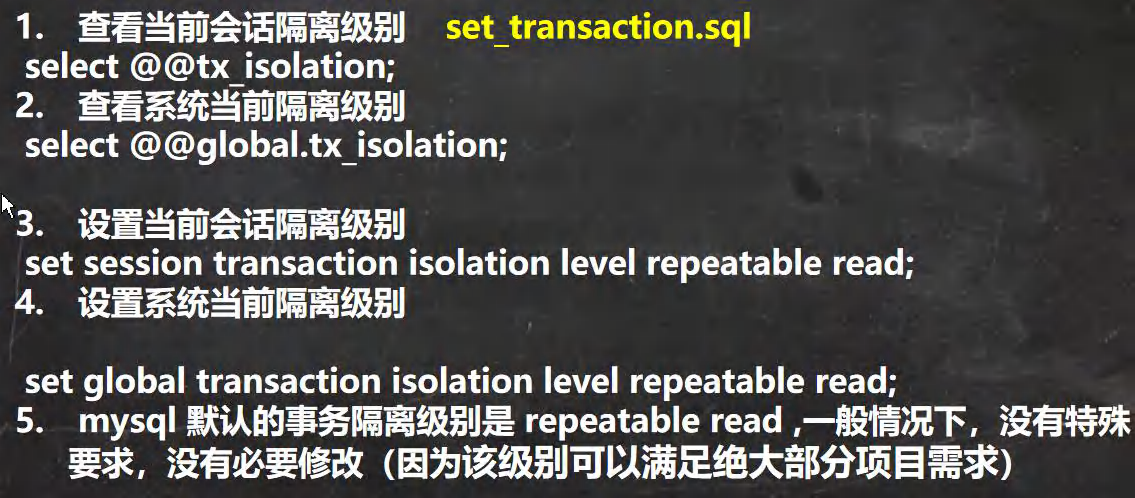 1. 查看当前会话隔离级别 set_transaction.sql
select @@tx_isolation;
2. 查看系统当前隔离级别
select @@global.tx_isolation;
3. 设置当前会话隔离级别
set session transaction isolation level repeatable read;
4. 设置系统当前隔离级别
set global transaction isolation level repeatable read;
5. mysql 默认的事务隔离级别是 repeatable read ,一般情况下，没有特殊
要求，没有必要修改（因为该级别可以满足绝大部分项目需求）